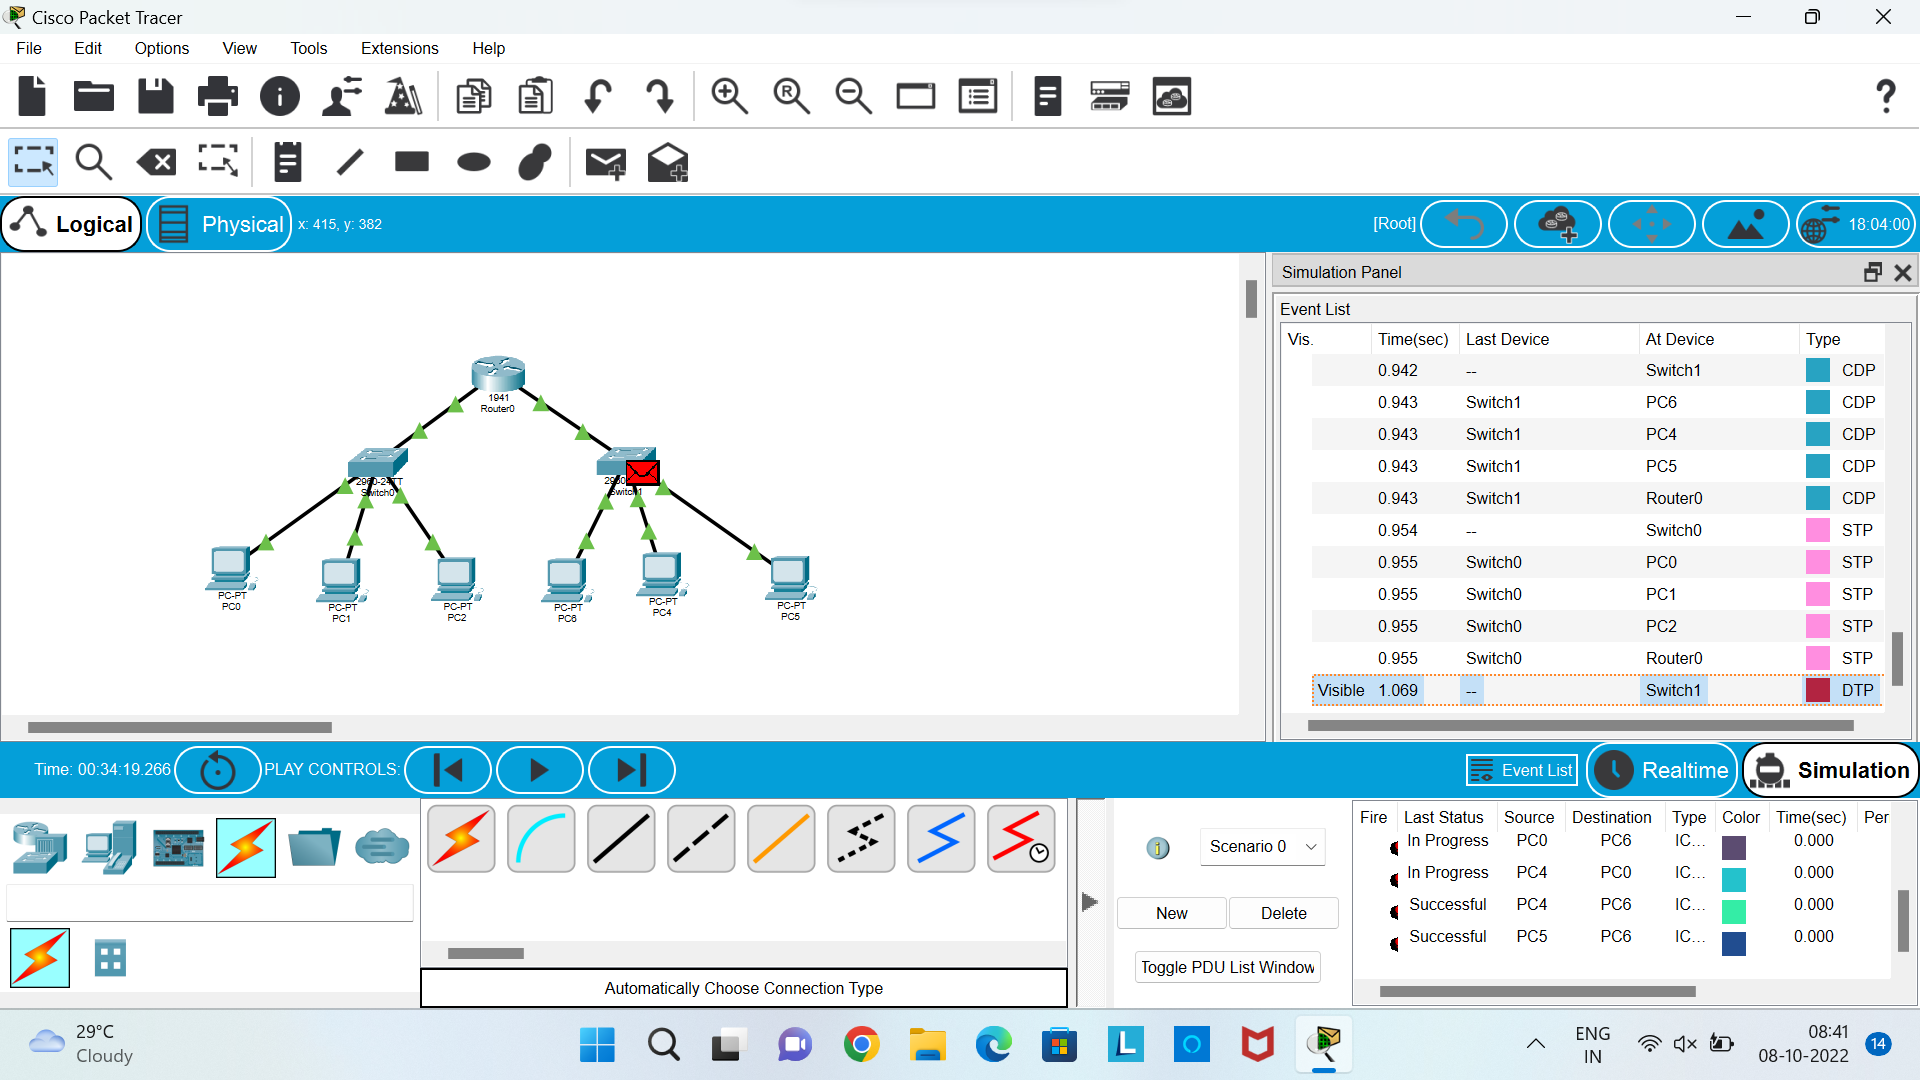 Cisco Packet Tracer
File Edit Options View Tools Extensions Help
Logical Physical x: 415, y: 382 [Root] 18:04:00
Simulation Panel
Event List
Vis. Time(sec) Last Device At Device Type
0.942 -- Switch1 CDP
0.943 Switch1 PC6 CDP
0.943 Switch1 PC4 CDP
0.943 Switch1 PC5 CDP
0.943 Switch1 Router0 CDP
0.954 -- Switch0 STP
0.955 Switch0 PC0 STP
0.955 Switch0 PC1 STP
0.955 Switch0 PC2 STP
0.955 Switch0 Router0 STP
Visible 1.069 -- Switch1 DTP
1941
Router0
2960-24TT
Switch0
2960
Switch1
PC-PT
PC0
PC-PT
PC1
PC-PT
PC2
PC-PT
PC6
PC-PT
PC4
PC-PT
PC5
Time: 00:34:19.266 PLAY CONTROLS: Event List Realtime Simulation
Automatically Choose Connection Type
Scenario 0
New Delete
Toggle PDU List Window
Fire Last Status Source Destination Type Color Time(sec) Per
In Progress PC0 PC6 IC... 0.000
In Progress PC4 PC0 IC... 0.000
Successful PC4 PC6 IC... 0.000
Successful PC5 PC6 IC... 0.000
29°C
Cloudy
ENG
IN
08:41
08-10-2022
14